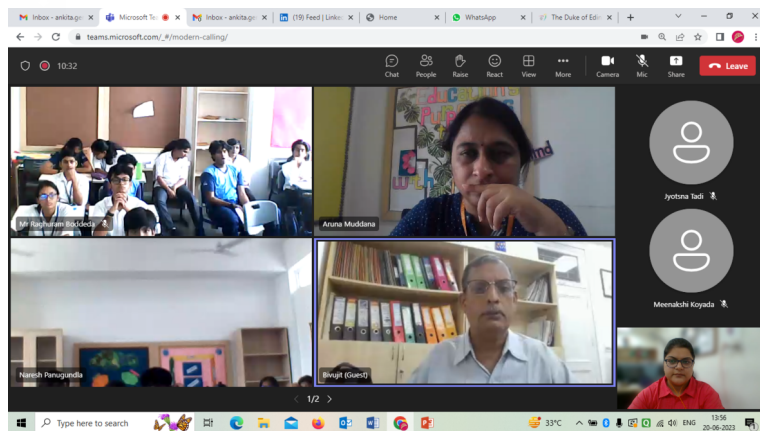 Inbox - ankita.ge
Microsoft Tea
Inbox - ankita.ge
(19) Feed | Linke
Home
WhatsApp
The Duke of Edin
teams.microsoft.com/_#/modern-calling/
10:32
Chat
People
Raise
React
View
More
Camera
Mic
Share
Leave
Mr Raghuram Boddeda
Aruna Muddana
Jyotsna Tadi
Naresh Panugundla
Bivujit (Guest)
Meenakshi Koyada
1/2
Type here to search
33°C
ENG
13:56
20-06-2023